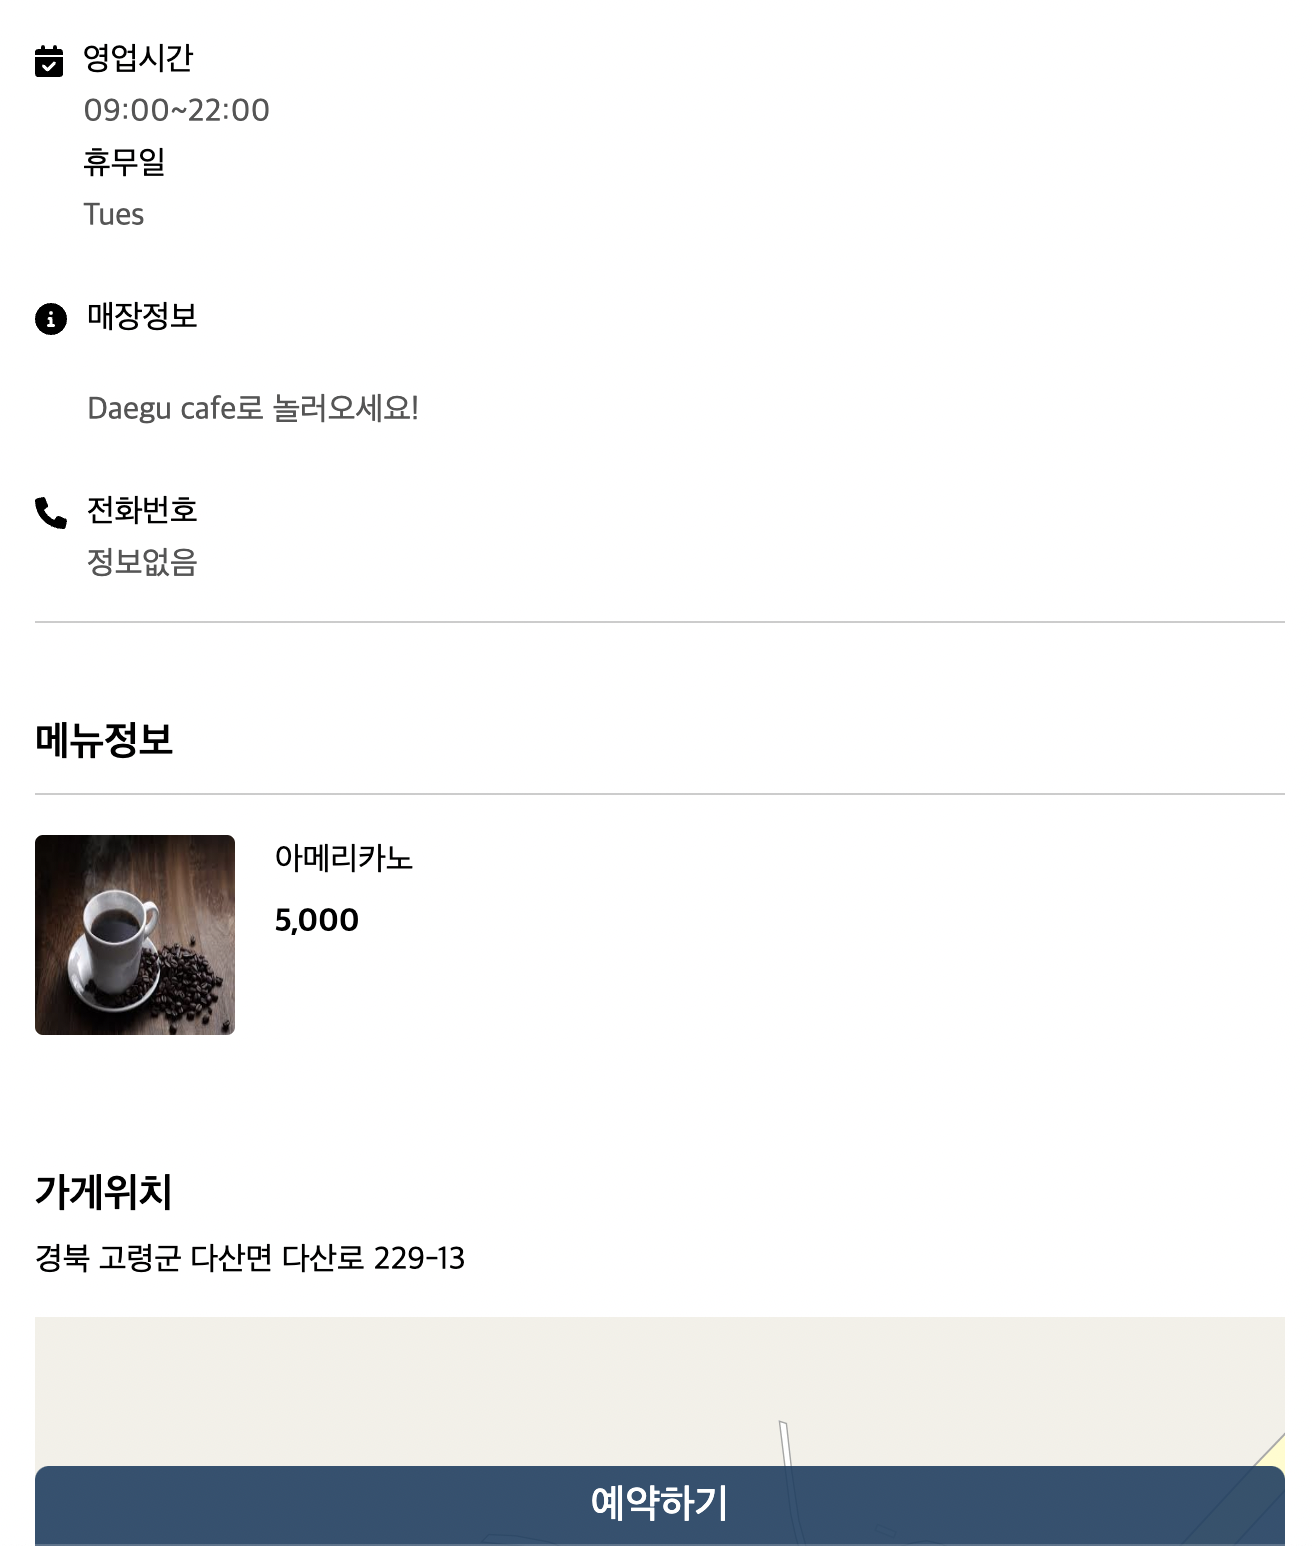 영업시간
09:00~22:00
휴무일
Tues
매장정보
Daegu cafe로 놀러오세요!
전화번호
정보없음
메뉴정보
아메리카노
5,000
가게위치
경북 고령군 다산면 다산로 229-13
예약하기